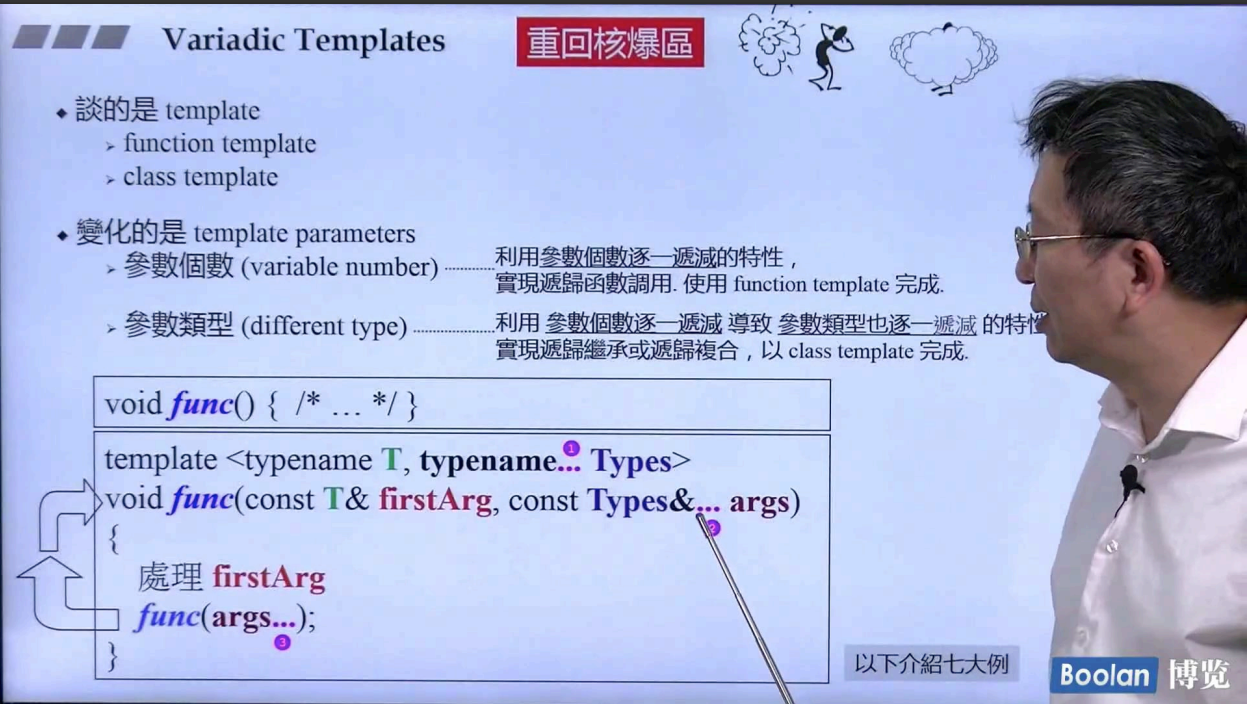 Variadic Templates
重回核爆區
談的是 template
function template
class template
變化的是 template parameters
參數個數 (variable number)
利用參數個數逐一遞減的特性，
實現遞歸函數調用. 使用 function template 完成.
參數類型 (different type)
利用 參數個數逐一遞減 導致 參數類型也逐一遞減 的特性
實現遞歸繼承或遞歸複合，以 class template 完成.
void func() { /* … */ }
template <typename T, typename... Types>
1
void func(const T& firstArg, const Types&... args)
2
{
處理 firstArg
func(args...);
3
}
以下介紹七大例
Boolan 博览